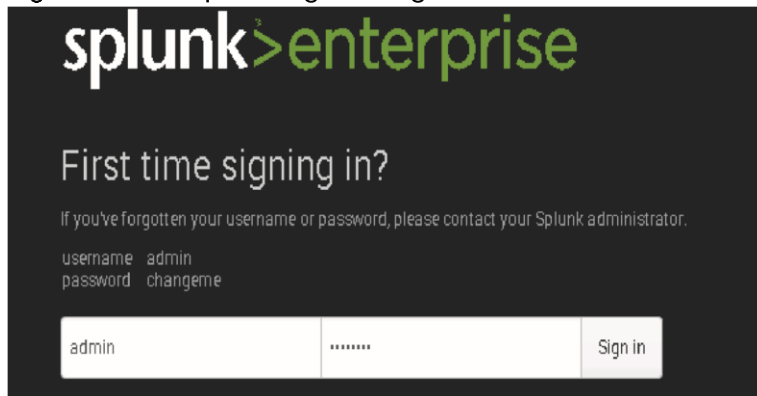 splunk>enterprise
First time signing in?
If you've forgotten your username or password, please contact your Splunk administrator.
username admin
password changeme
admin ········ Sign in